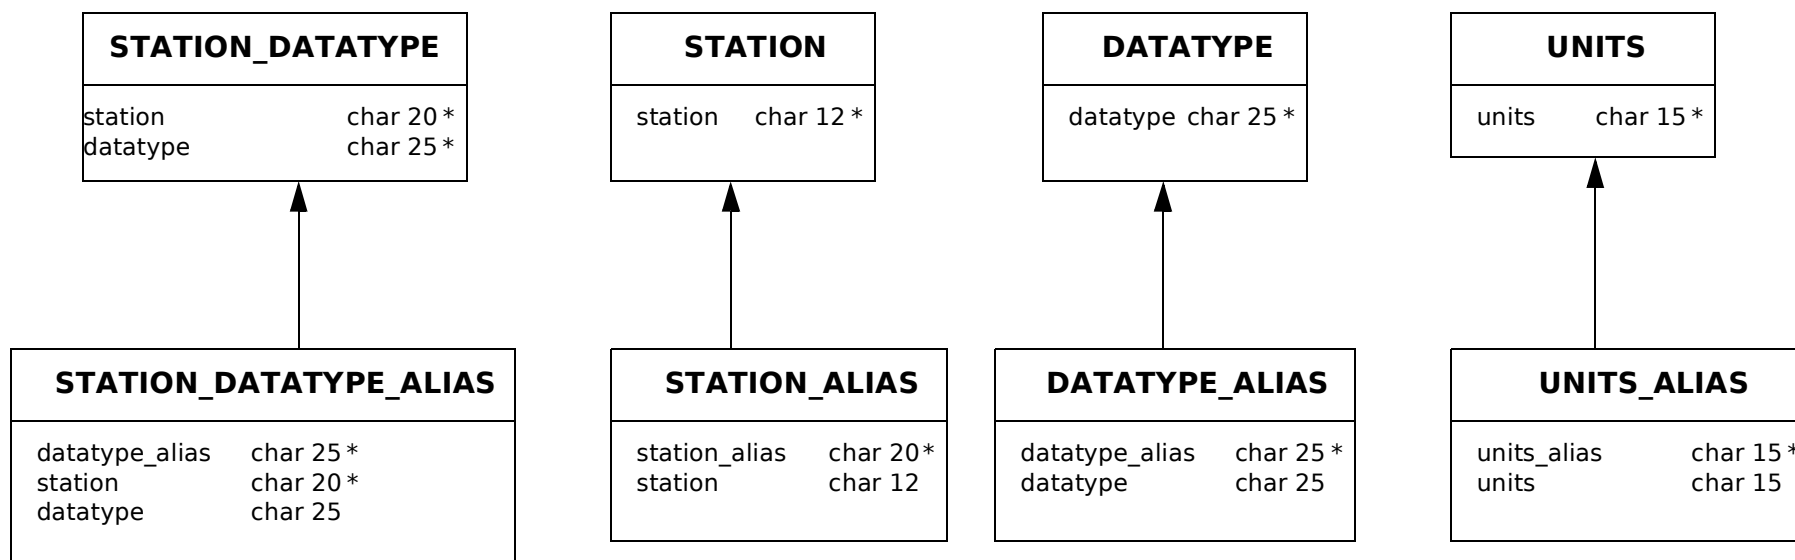 STATION_DATATYPE
station char 20 *
datatype char 25 *
STATION
station char 12 *
DATATYPE
datatype char 25 *
UNITS
units char 15 *
STATION_DATATYPE_ALIAS
datatype_alias char 25 *
station char 20 *
datatype char 25
STATION_ALIAS
station_alias char 20 *
station char 12
DATATYPE_ALIAS
datatype_alias char 25 *
datatype char 25
UNITS_ALIAS
units_alias char 15 *
units char 15